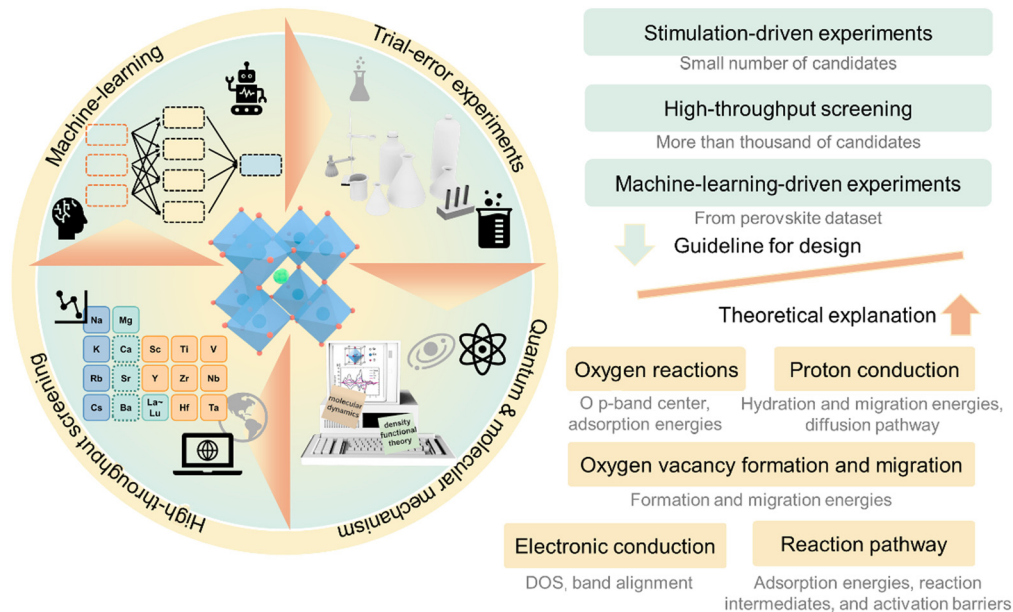 Machine-learning
Trial-error experiments
High-throughput screening
Quantum & molecular mechanism
Na Mg
K Ca Sc Ti V
Rb Sr Y Zr Nb
Cs Ba La~
Lu Hf Ta
molecular
dynamics
density
functional
theory
Stimulation-driven experiments
Small number of candidates
High-throughput screening
More than thousand of candidates
Machine-learning-driven experiments
From perovskite dataset
Guideline for design
Theoretical explanation
Oxygen reactions
O p-band center,
adsorption energies
Proton conduction
Hydration and migration energies,
diffusion pathway
Oxygen vacancy formation and migration
Formation and migration energies
Electronic conduction
DOS, band alignment
Reaction pathway
Adsorption energies, reaction
intermediates, and activation barriers